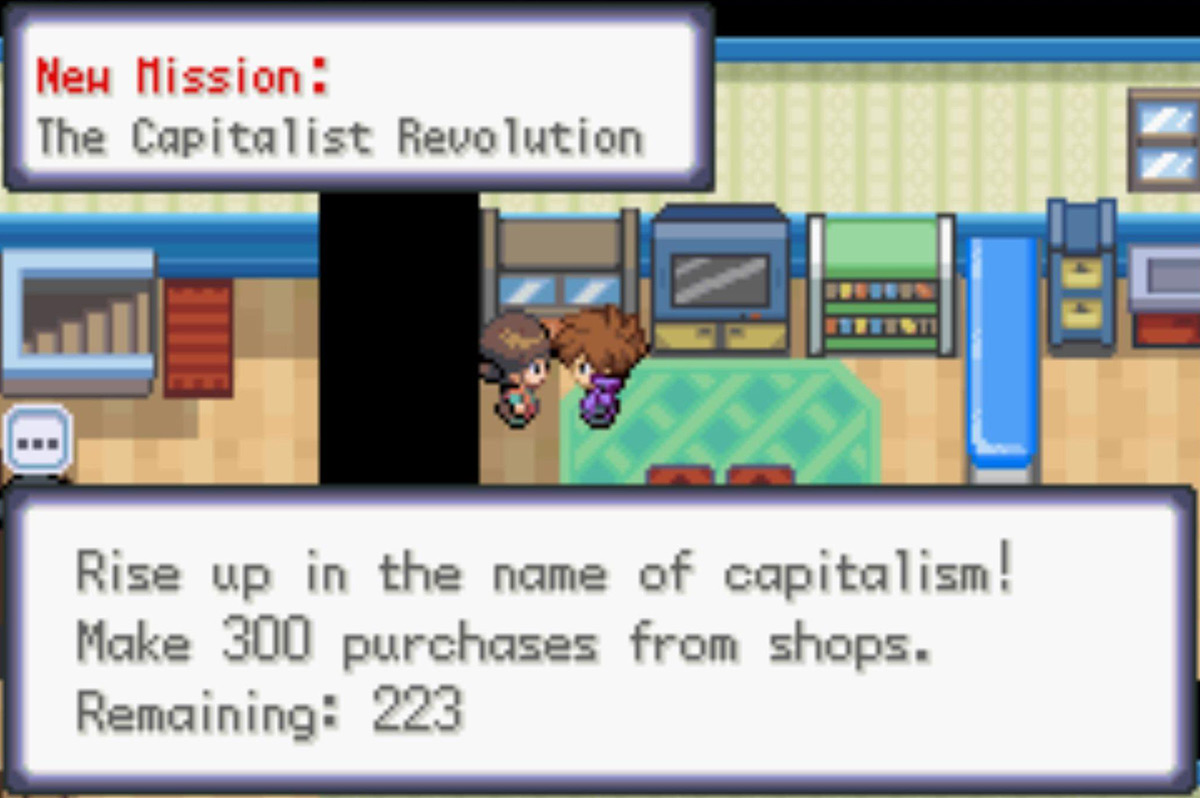 New Mission:
The Capitalist Revolution
...
Rise up in the name of capitalism!
Make 300 purchases from shops.
Remaining: 223